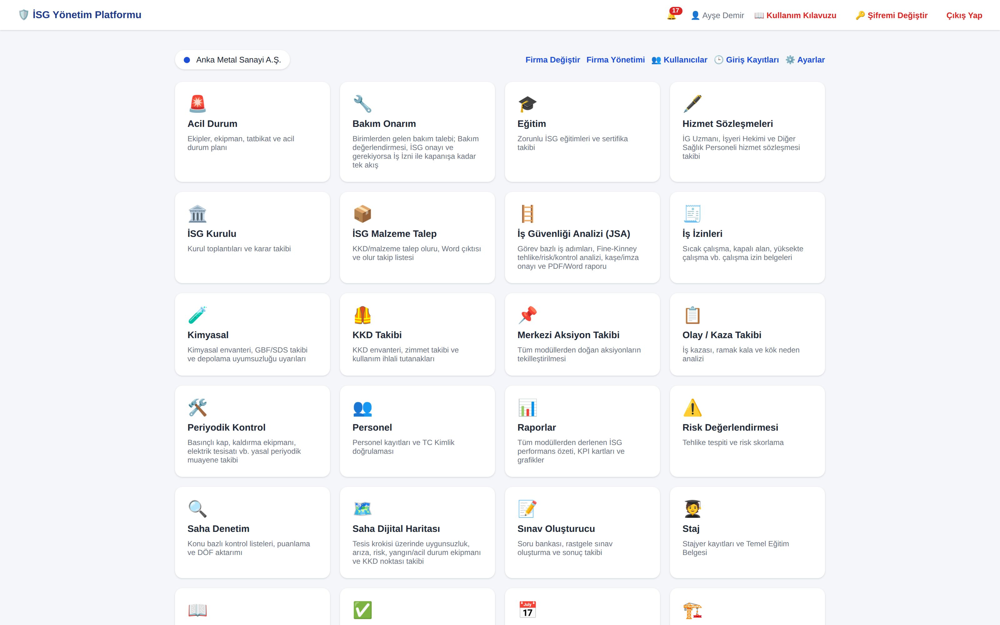 İSG Yönetim Platformu
17
Ayşe Demir
Kullanım Kılavuzu
Şifremi Değiştir
Çıkış Yap
Anka Metal Sanayi A.Ş.
Firma Değiştir
Firma Yönetimi
Kullanıcılar
Giriş Kayıtları
Ayarlar
Acil Durum
Ekipler, ekipman, tatbikat ve acil
durum planı
Bakım Onarım
Birimlerden gelen bakım talebi; Bakım
değerlendirmesi, İSG onayı ve
gerekiyorsa İş İzni ile kapanışa kadar
tek akış
Eğitim
Zorunlu İSG eğitimleri ve sertifika
takibi
Hizmet Sözleşmeleri
İG Uzmanı, İşyeri Hekimi ve Diğer
Sağlık Personeli hizmet sözleşmesi
takibi
İSG Kurulu
Kurul toplantıları ve karar takibi
İSG Malzeme Talep
KKD/malzeme talep oluru, Word çıktısı
ve olur takip listesi
İş Güvenliği Analizi (JSA)
Görev bazlı iş adımları, Fine-Kinney
tehlike/risk/kontrol analizi, kaşe/imza
onayı ve PDF/Word raporu
İş İzinleri
Sıcak çalışma, kapalı alan, yüksekte
çalışma vb. çalışma izin belgeleri
Kimyasal
Kimyasal envanteri, GBF/SDS takibi
ve depolama uyumsuzluğu uyarıları
KKD Takibi
KKD envanteri, zimmet takibi ve
kullanım ihlali tutanakları
Merkezi Aksiyon Takibi
Tüm modüllerden doğan aksiyonların
tekilleştirilmesi
Olay / Kaza Takibi
İş kazası, ramak kala ve kök neden
analizi
Periyodik Kontrol
Basınçlı kap, kaldırma ekipmanı,
elektrik tesisatı vb. yasal periyodik
muayene takibi
Personel
Personel kayıtları ve TC Kimlik
doğrulaması
Raporlar
Tüm modüllerden derlenen İSG
performans özeti, KPI kartları ve
grafikler
Risk Değerlendirmesi
Tehlike tespiti ve risk skorlama
Saha Denetim
Konu bazlı kontrol listeleri, puanlama
ve DÖF aktarımı
Saha Dijital Haritası
Tesis krokisi üzerinde uygunsuzluk,
arıza, risk, yangın/acil durum ekipmanı
ve KKD noktası takibi
Sınav Oluşturucu
Soru bankası, rastgele sınav
oluşturma ve sonuç takibi
Staj
Stajyer kayıtları ve Temel Eğitim
Belgesi
July
17